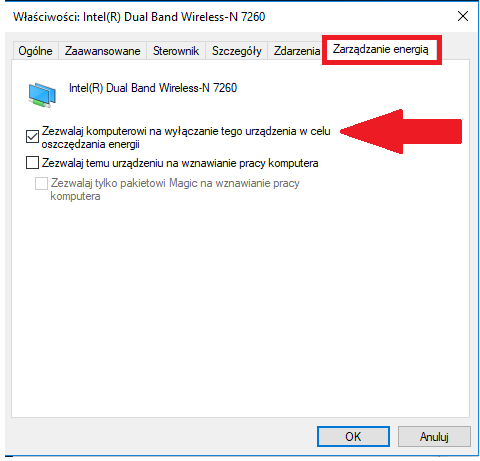 Właściwości: Intel(R) Dual Band Wireless-N 7260
Ogólne Zaawansowane Sterownik Szczegóły Zdarzenia Zarządzanie energią
Intel(R) Dual Band Wireless-N 7260
Zezwalaj komputerowi na wyłączanie tego urządzenia w celu
oszczędzania energii
Zezwalaj temu urządzeniu na wznawianie pracy komputera
Zezwalaj tylko pakietowi Magic na wznawianie pracy
komputera
OK Anuluj